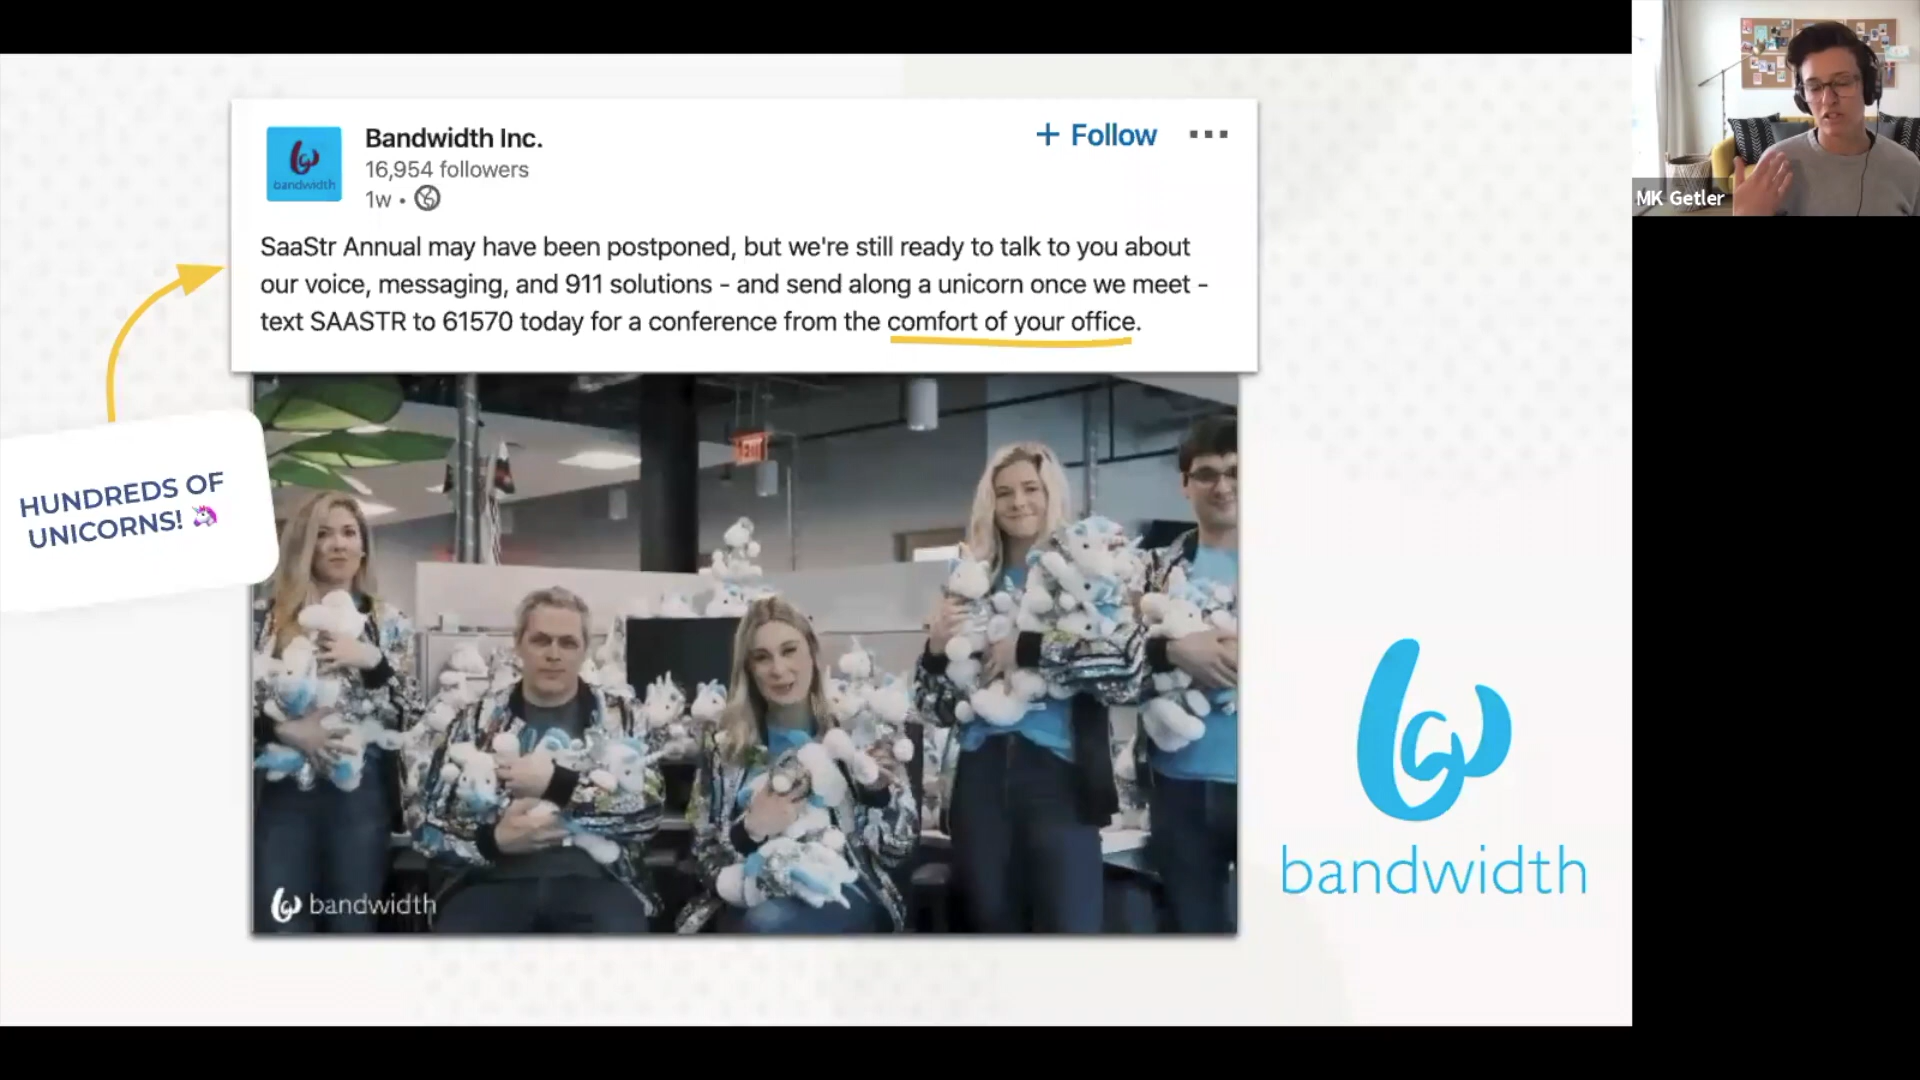 Bandwidth Inc.
16,954 followers
1w •
+ Follow
bandwidth
SaaStr Annual may have been postponed, but we're still ready to talk to you about
our voice, messaging, and 911 solutions - and send along a unicorn once we meet -
text SAASTR to 61570 today for a conference from the comfort of your office.
HUNDREDS OF
UNICORNS! 🦄
EXIT
bandwidth
bandwidth
MK Getler